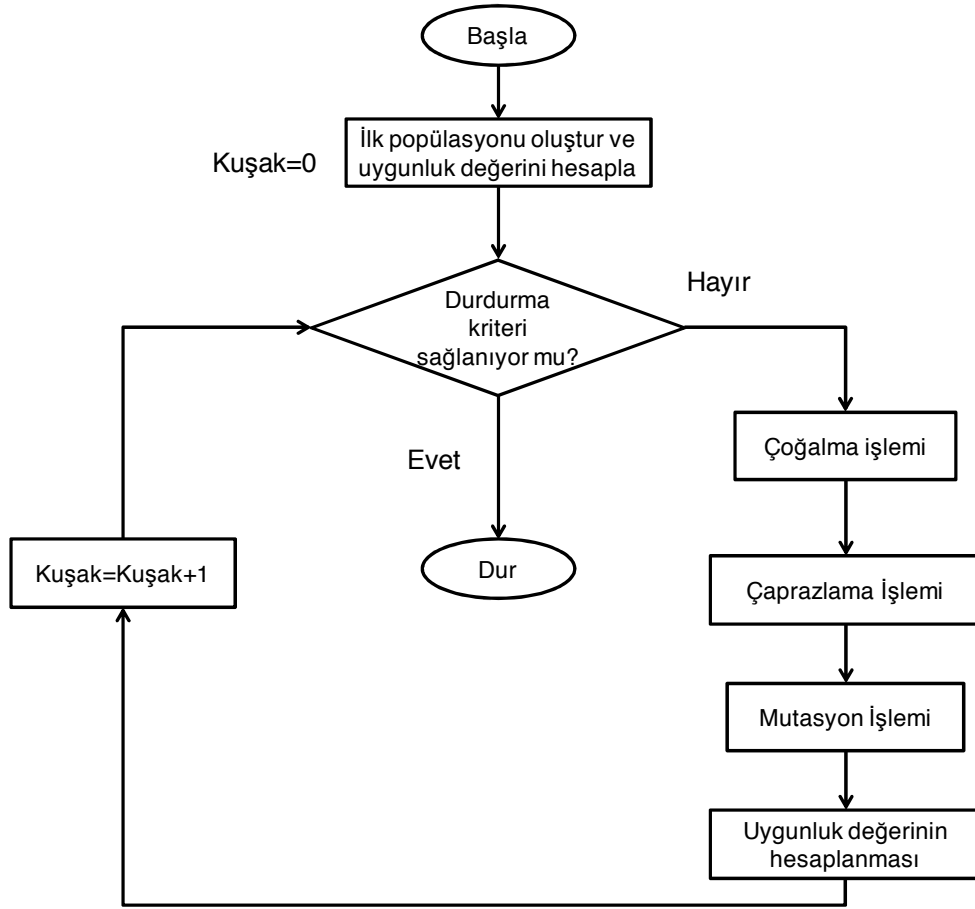 Başla
İlk popülasyonu oluştur ve
uygunluk değerini hesapla
Kuşak=0
Hayır
Durdurma
kriteri
sağlanıyor mu?
Çoğalma işlemi
Evet
Kuşak=Kuşak+1
Dur
Çaprazlama İşlemi
Mutasyon İşlemi
Uygunluk değerinin
hesaplanması